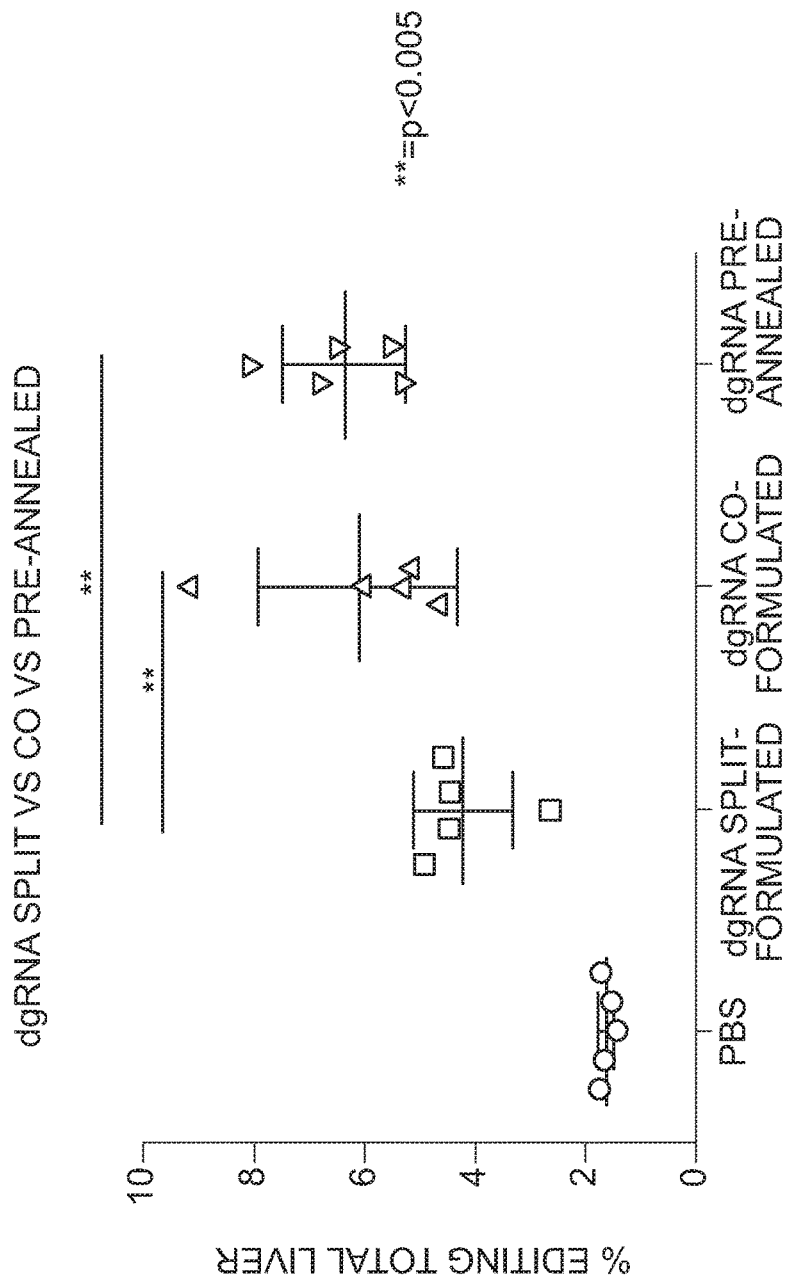 dgRNA SPLIT VS CO VS PRE-ANNEALED
**
**
**=p<0.005
% EDITING TOTAL LIVER
10
8
6
4
2
0
PBS
dgRNA SPLIT-
FORMULATED
dgRNA CO-
FORMULATED
dgRNA PRE-
ANNEALED